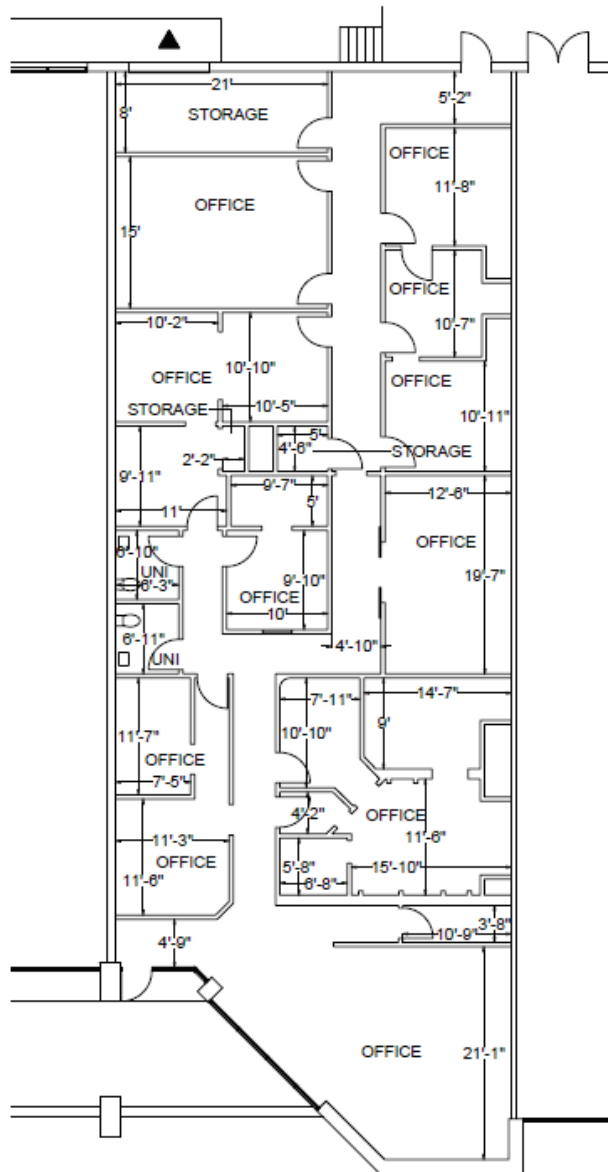 21'
8'
STORAGE
5'-2"
OFFICE
11'-8"
OFFICE
15'
OFFICE
10'-7"
10'-2"
10'-10"
OFFICE
OFFICE
10'-5"
10'-11"
STORAGE
5'
4'-6"
STORAGE
2'-2"
9'-11"
9'-7"
5'
12'-6"
11'
OFFICE
6'-10"
UNI
6'-3"
9'-10"
OFFICE
19'-7"
10'
6'-11"
UNI
4'-10"
7'-11"
14'-7"
10'-10"
9'
11'-7"
OFFICE
7'-5"
4'-2"
OFFICE
11'-6"
11'-3"
OFFICE
5'-8"
15'-10"
11'-6"
6'-8"
3'-8"
10'-9"
4'-9"
OFFICE
21'-1"